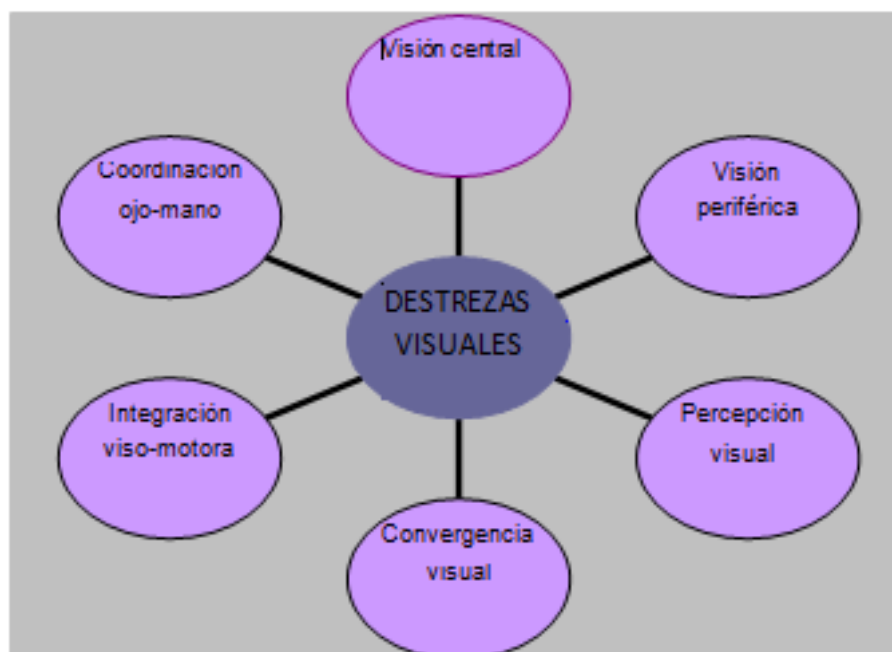 Visión central
Visión
periférica
Percepción
visual
Convergencia
visual
Integración
viso-motora
Coordinación
ojo-mano
DESTREZAS
VISUALES